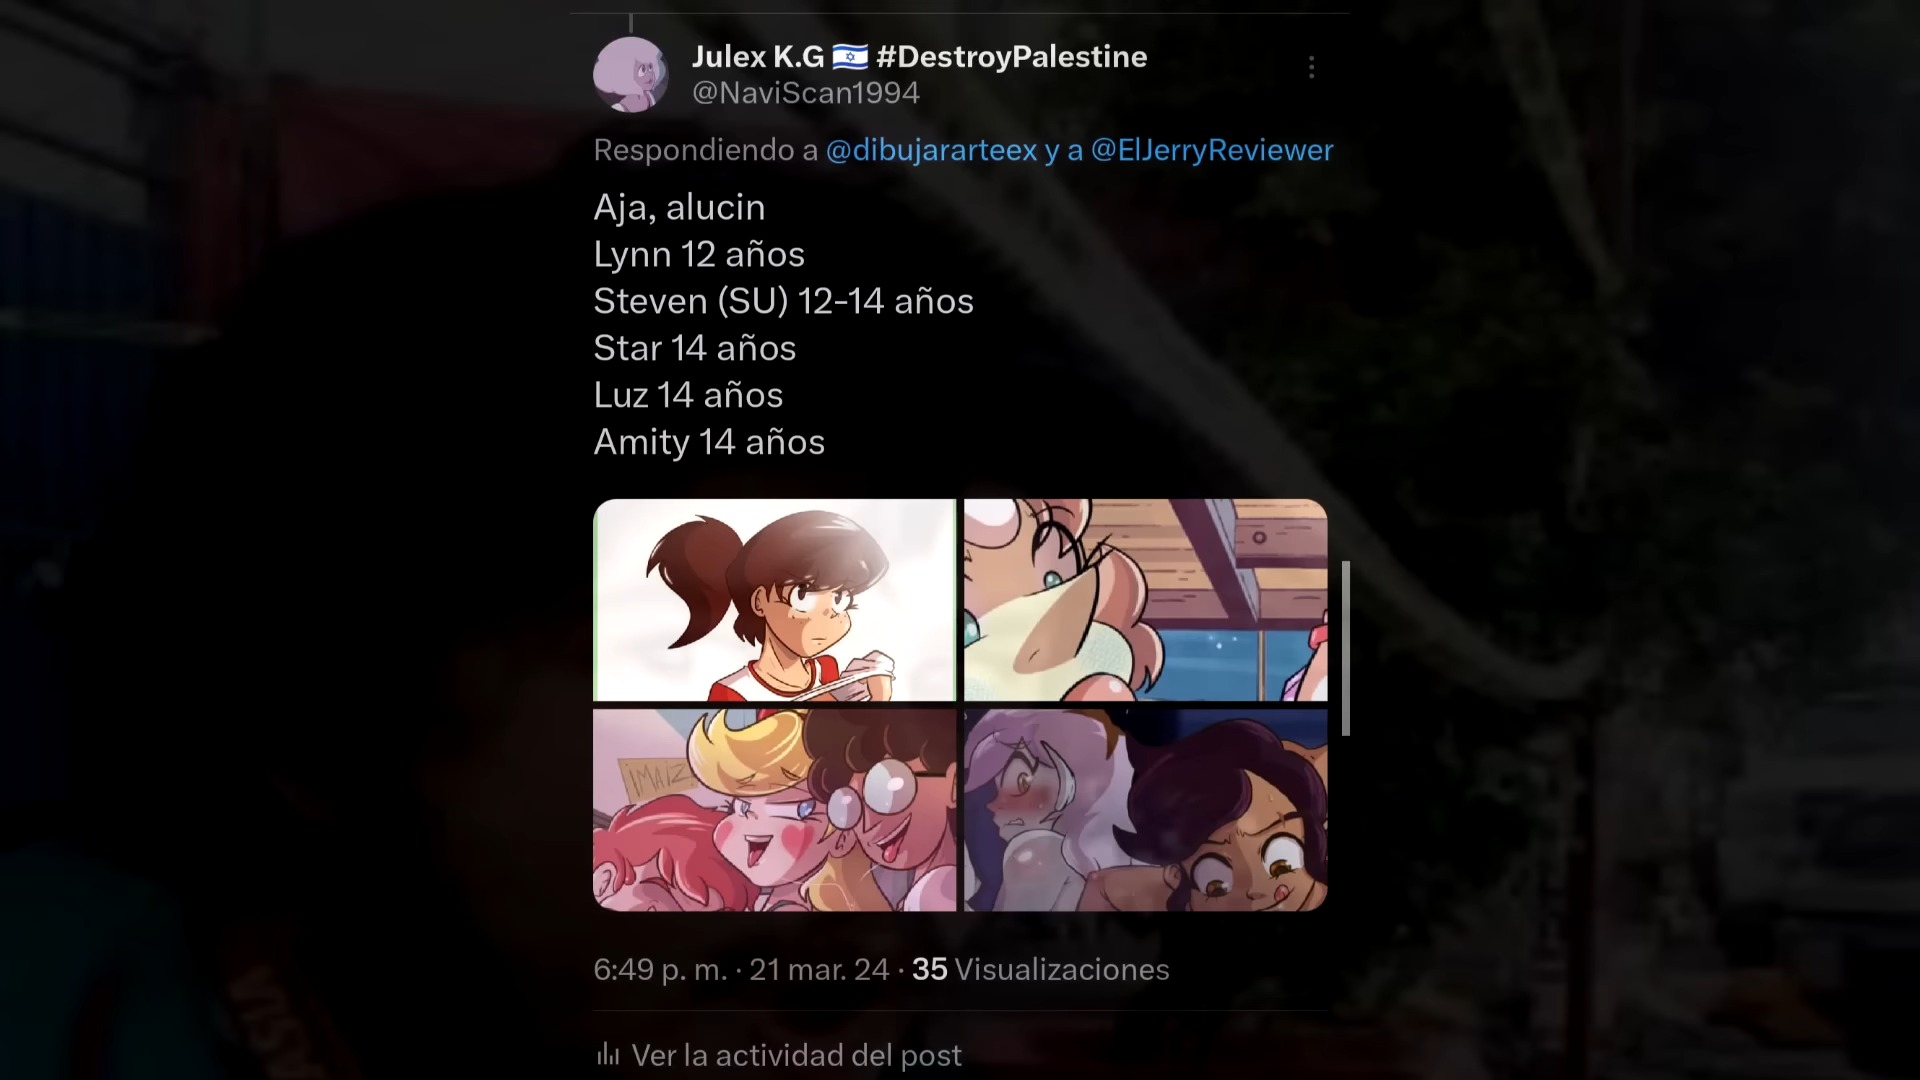 Julex K.G 🇮🇱 #DestroyPalestine
@NaviScan1994
Respondiendo a @dibujararteex y a @ElJerryReviewer
Aja, alucin
Lynn 12 años
Steven (SU) 12-14 años
Star 14 años
Luz 14 años
Amity 14 años
¡MAIZ
6:49 p. m. · 21 mar. 24 · 35 Visualizaciones
Ver la actividad del post